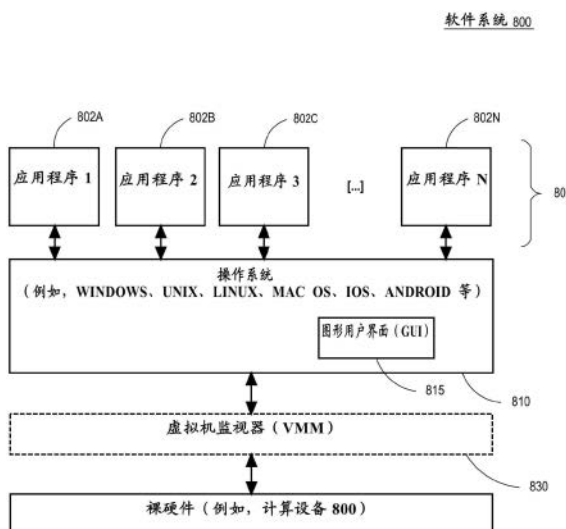 软件系统 800
802A
802B
802C
802N
应用程序 1
应用程序 2
应用程序 3
[...]
应用程序 N
80
操作系统
(例如，WINDOWS、UNIX、LINUX、MAC OS、IOS、ANDROID 等)
图形用户界面(GUI)
815
810
虚拟机监视器(VMM)
830
裸硬件(例如，计算设备 800)